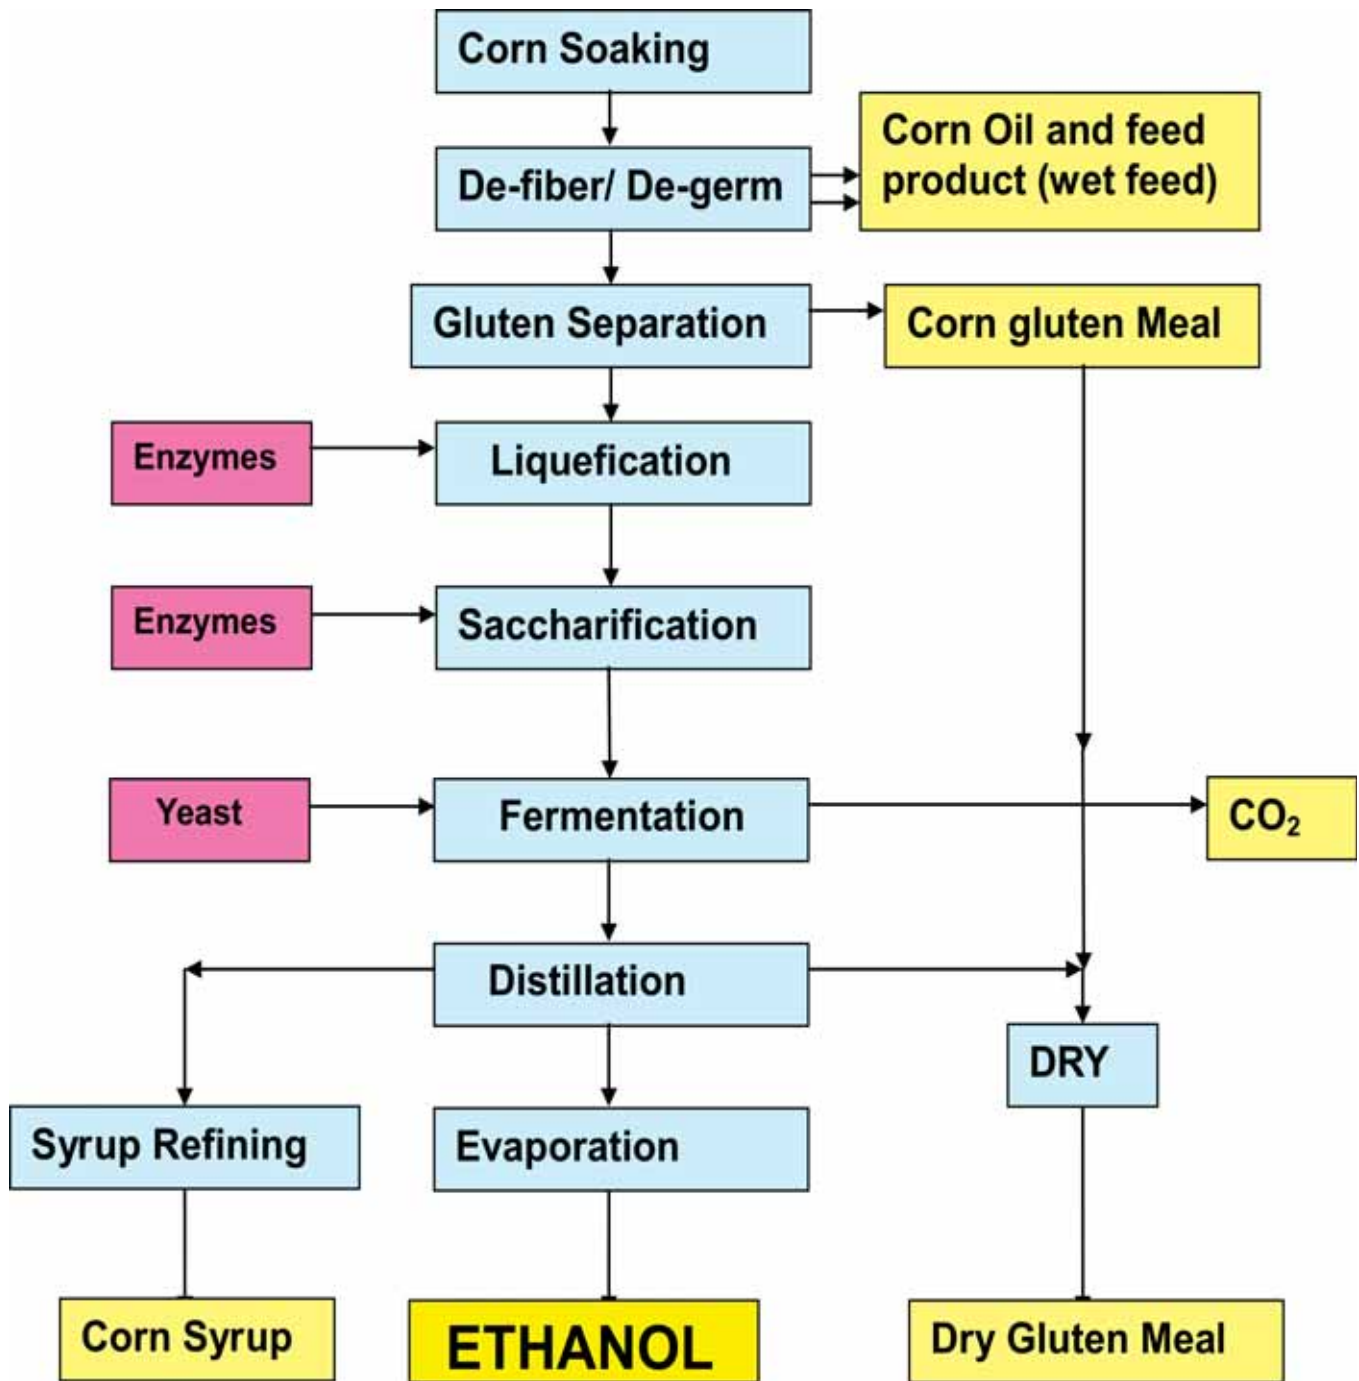 Corn Soaking
De-fiber/ De-germ
Corn Oil and feed
product (wet feed)
Gluten Separation
Corn gluten Meal
Enzymes
Liquefication
Enzymes
Saccharification
Yeast
Fermentation
CO₂
Distillation
DRY
Syrup Refining
Evaporation
Corn Syrup
ETHANOL
Dry Gluten Meal